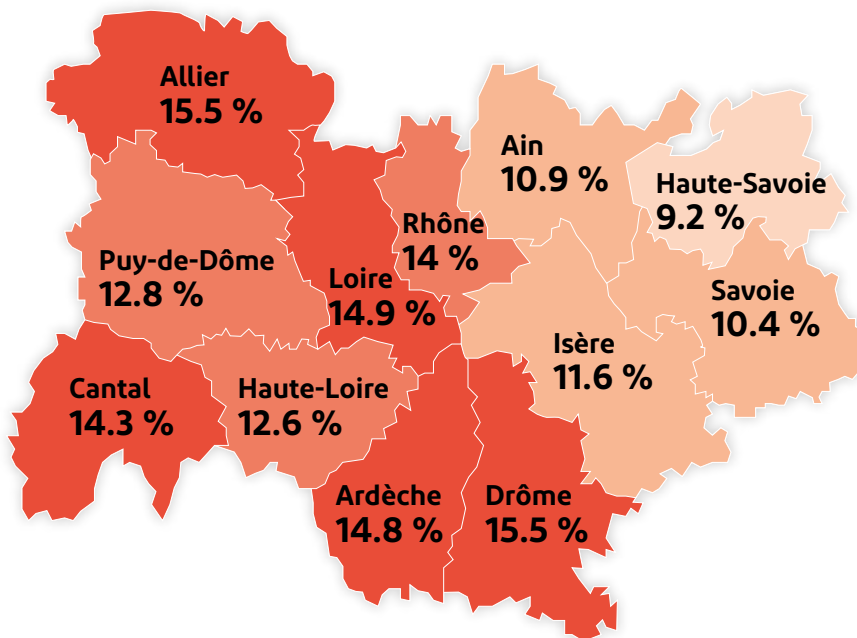 Allier
15.5 %
Ain
10.9 %
Haute-Savoie
9.2 %
Rhône
14 %
Puy-de-Dôme
12.8 %
Loire
14.9 %
Savoie
10.4 %
Isère
11.6 %
Cantal
14.3 %
Haute-Loire
12.6 %
Ardèche
14.8 %
Drôme
15.5 %